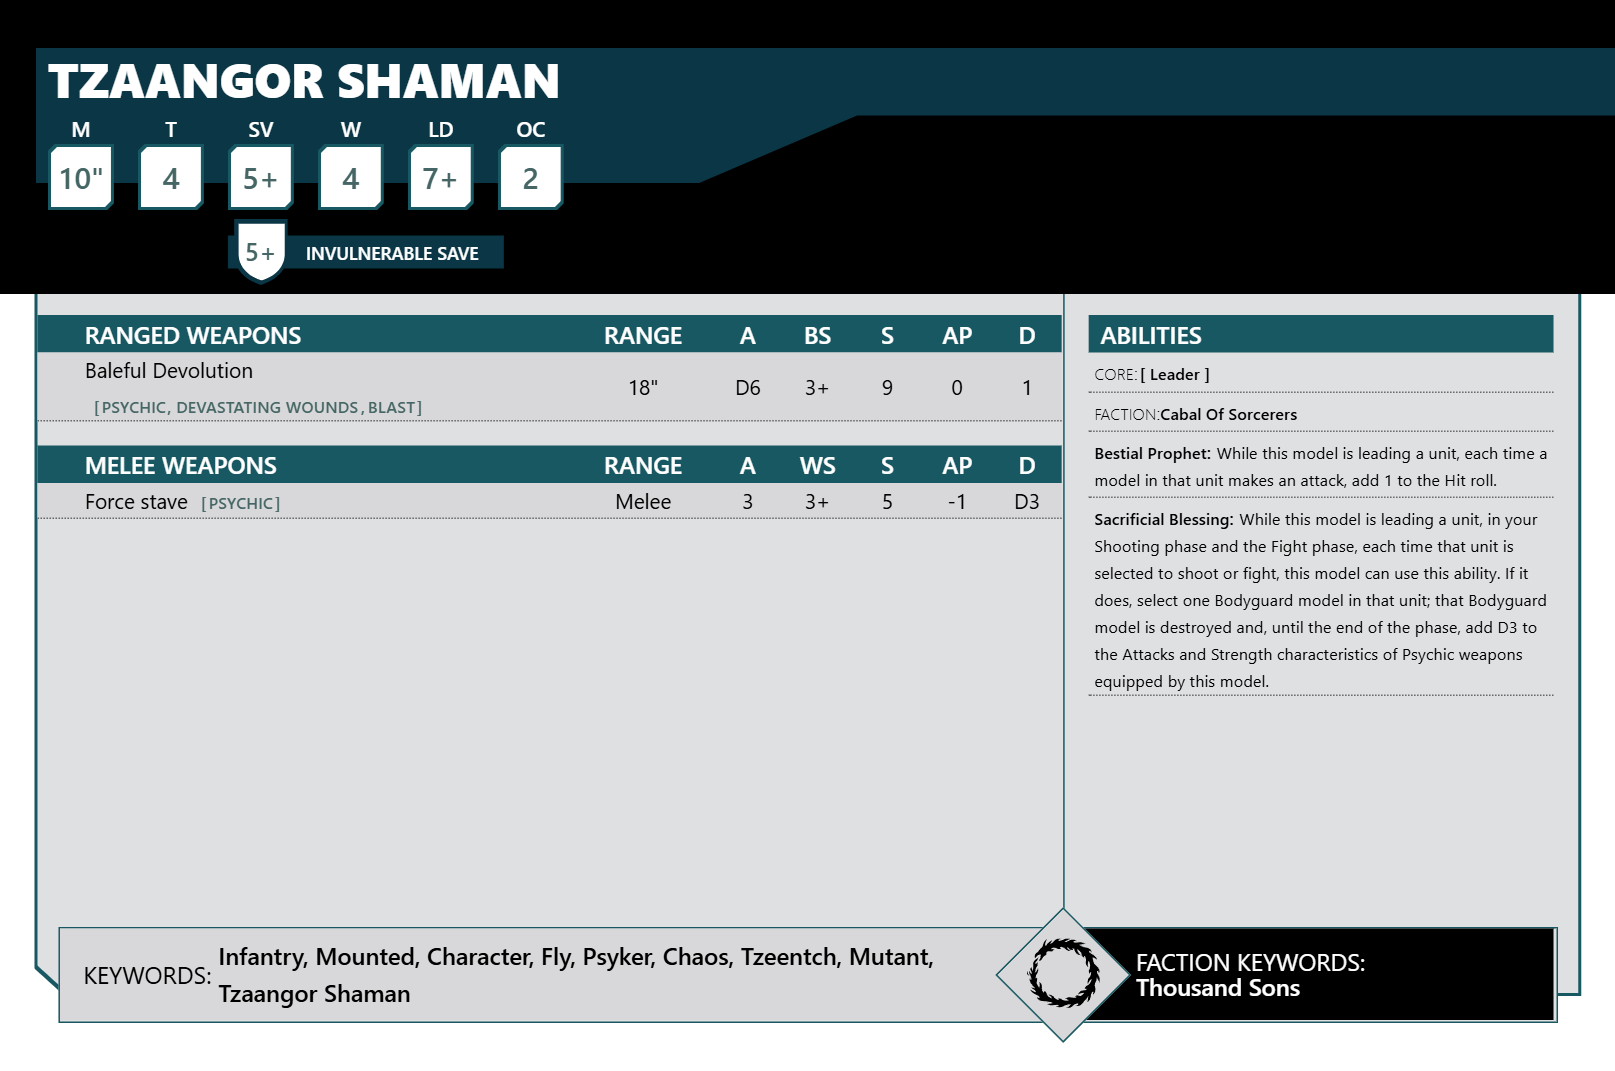 TZAANGOR SHAMAN
M T SV W LD OC
10" 4 5+ 4 7+ 2
5+ INVULNERABLE SAVE
RANGED WEAPONS RANGE A BS S AP D
Baleful Devolution
18" D6 3+ 9 0 1
[PSYCHIC, DEVASTATING WOUNDS, BLAST]
MELEE WEAPONS RANGE A WS S AP D
Force stave [PSYCHIC] Melee 3 3+ 5 -1 D3
ABILITIES
CORE: [ Leader ]
FACTION: Cabal Of Sorcerers
Bestial Prophet: While this model is leading a unit, each time a
model in that unit makes an attack, add 1 to the Hit roll.
Sacrificial Blessing: While this model is leading a unit, in your
Shooting phase and the Fight phase, each time that unit is
selected to shoot or fight, this model can use this ability. If it
does, select one Bodyguard model in that unit; that Bodyguard
model is destroyed and, until the end of the phase, add D3 to
the Attacks and Strength characteristics of Psychic weapons
equipped by this model.
KEYWORDS: Infantry, Mounted, Character, Fly, Psyker, Chaos, Tzeentch, Mutant,
Tzaangor Shaman
FACTION KEYWORDS:
Thousand Sons